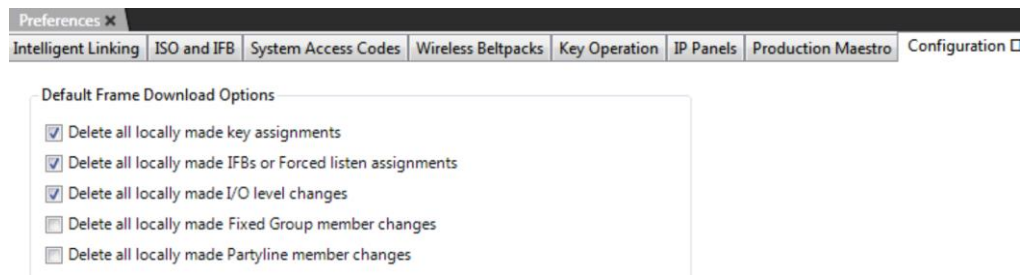 Preferences
Intelligent Linking ISO and IFB System Access Codes Wireless Beltpacks Key Operation IP Panels Production Maestro Configuration
Default Frame Download Options
Delete all locally made key assignments
Delete all locally made IFBs or Forced listen assignments
Delete all locally made I/O level changes
Delete all locally made Fixed Group member changes
Delete all locally made Partyline member changes